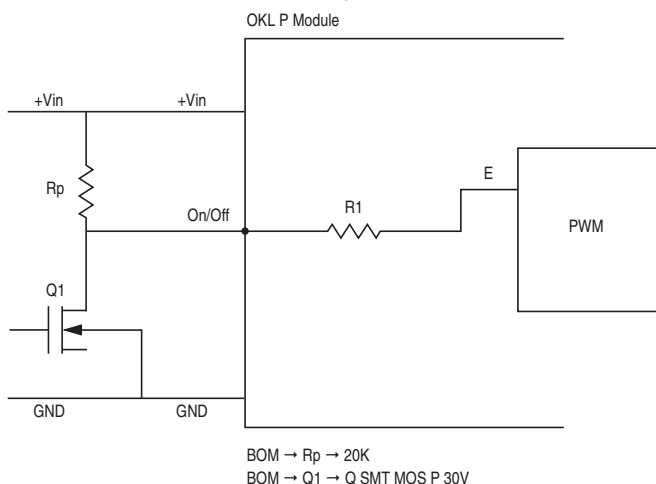 OKL P Module
+Vin +Vin
E
Rp
R1
On/Off
PWM
Q1
GND GND
BOM → Rp → 20K
BOM → Q1 → Q SMT MOS P 30V